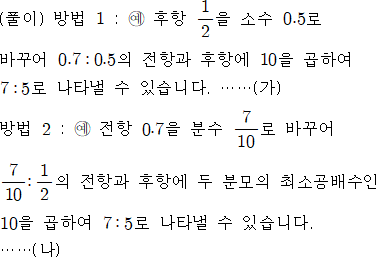 (풀이) 방법 1 : ㉠예 후항 1/2을 소수 0.5로
바꾸어 0.7 : 0.5의 전항과 후항에 10을 곱하여
7 : 5로 나타낼 수 있습니다. ……(가)
방법 2 : 예 전항 0.7을 분수 7/10로 바꾸어
7/10 : 1/2의 전항과 후항에 두 분모의 최소공배수인
10을 곱하여 7 : 5로 나타낼 수 있습니다.
……(나)